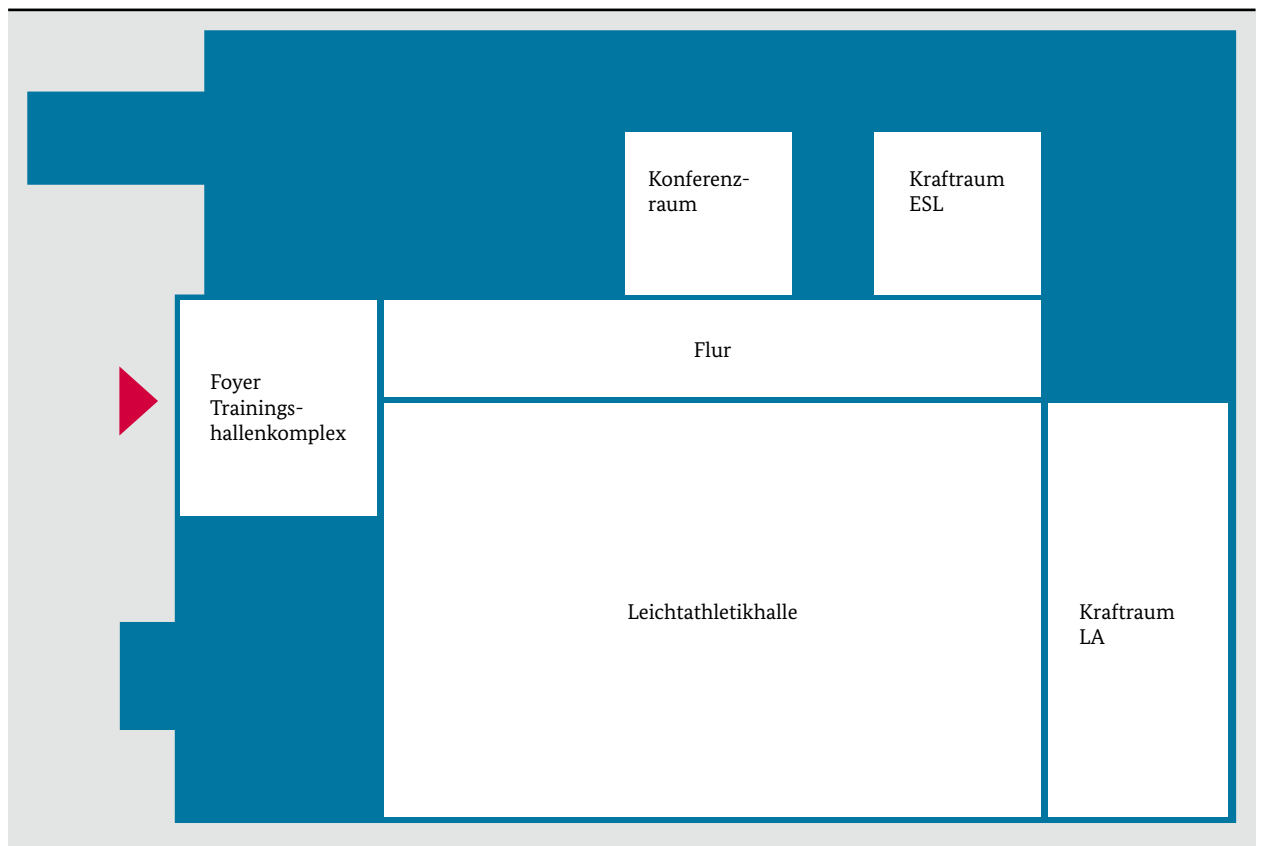 Konferenz-
raum
Kraftraum
ESL
Flur
Foyer
Trainings-
hallenkomplex
Leichtathletikhalle
Kraftraum
LA